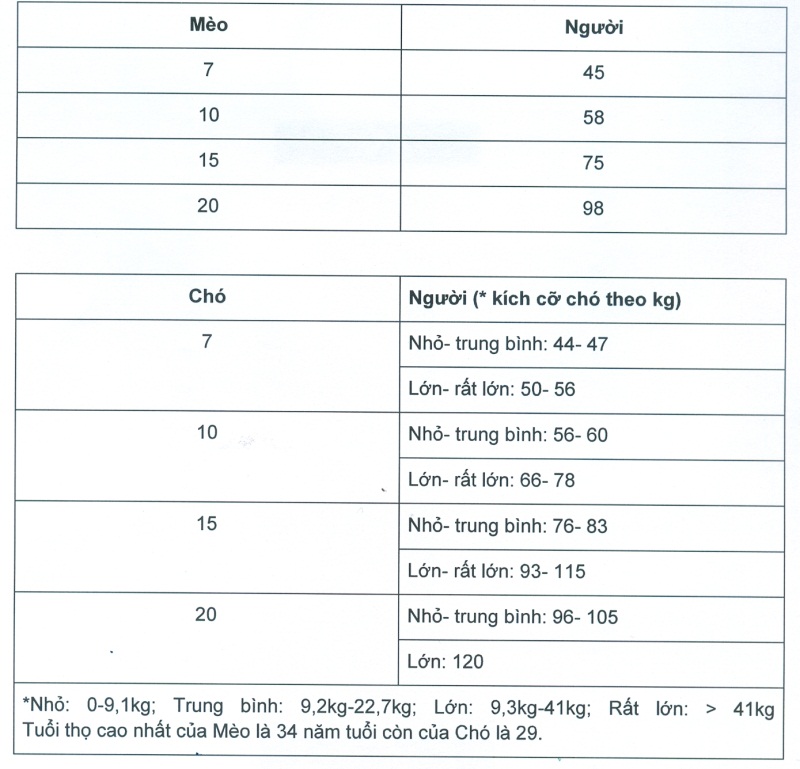 Mèo Người
7 45
10 58
15 75
20 98
Chó Người (* kích cỡ chó theo kg)
7 Nhỏ- trung bình: 44- 47
Lớn- rất lớn: 50- 56
10 Nhỏ- trung bình: 56- 60
Lớn- rất lớn: 66- 78
15 Nhỏ- trung bình: 76- 83
Lớn- rất lớn: 93- 115
20 Nhỏ- trung bình: 96- 105
Lớn: 120
*Nhỏ: 0-9,1kg; Trung bình: 9,2kg-22,7kg; Lớn: 9,3kg-41kg; Rất lớn: > 41kg
Tuổi thọ cao nhất của Mèo là 34 năm tuổi còn của Chó là 29.